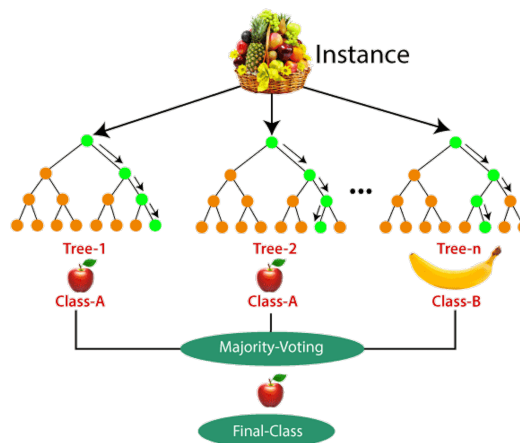 Instance
...
Tree-1
Tree-2
Tree-n
Class-A
Class-A
Class-B
Majority-Voting
Final-Class